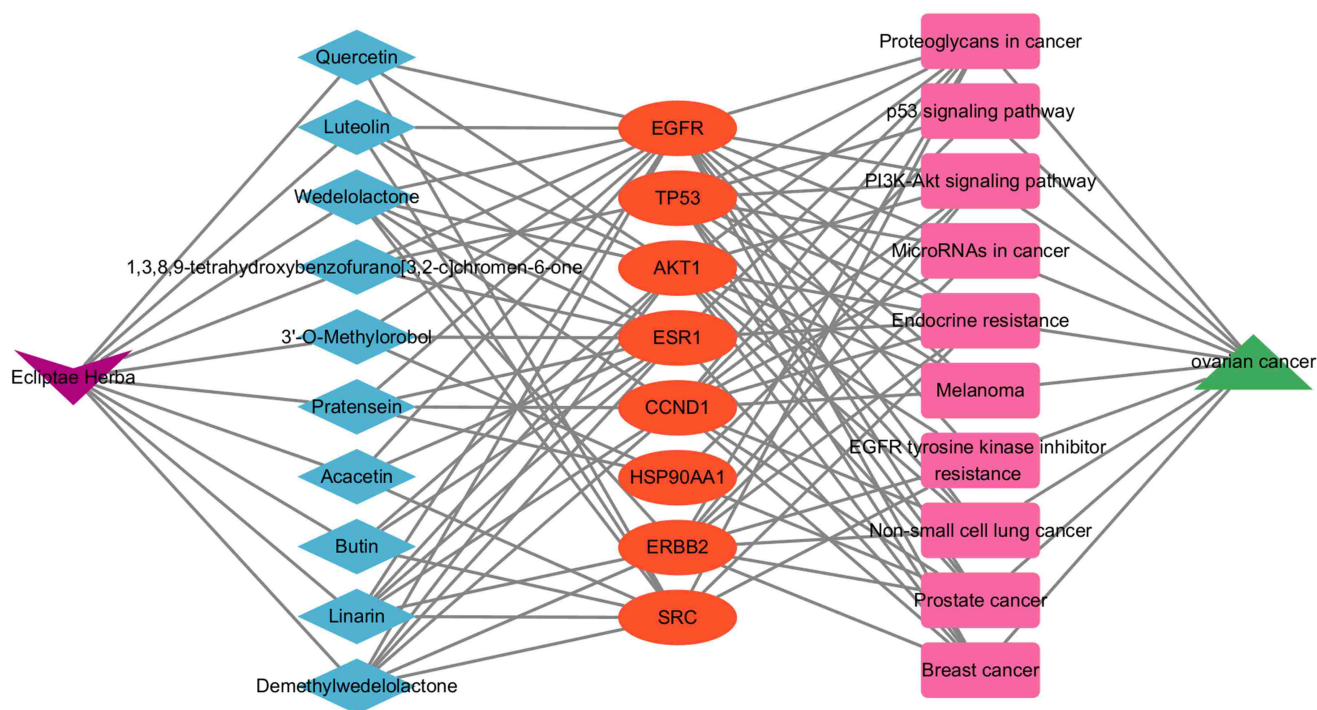 Ecliptae Herba
Quercetin
Luteolin
Wedelolactone
1,3,8,9-tetrahydroxybenzofurano[3,2-c]chromen-6-one
3'-O-Methylorobol
Pratensein
Acacetin
Butin
Linarin
Demethylwedelolactone
EGFR
TP53
AKT1
ESR1
CCND1
HSP90AA1
ERBB2
SRC
Proteoglycans in cancer
p53 signaling pathway
PI3K-Akt signaling pathway
MicroRNAs in cancer
Endocrine resistance
Melanoma
EGFR tyrosine kinase inhibitor
resistance
Non-small cell lung cancer
Prostate cancer
Breast cancer
ovarian cancer